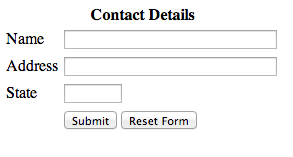 Contact Details
Name
Address
State
Submit Reset Form